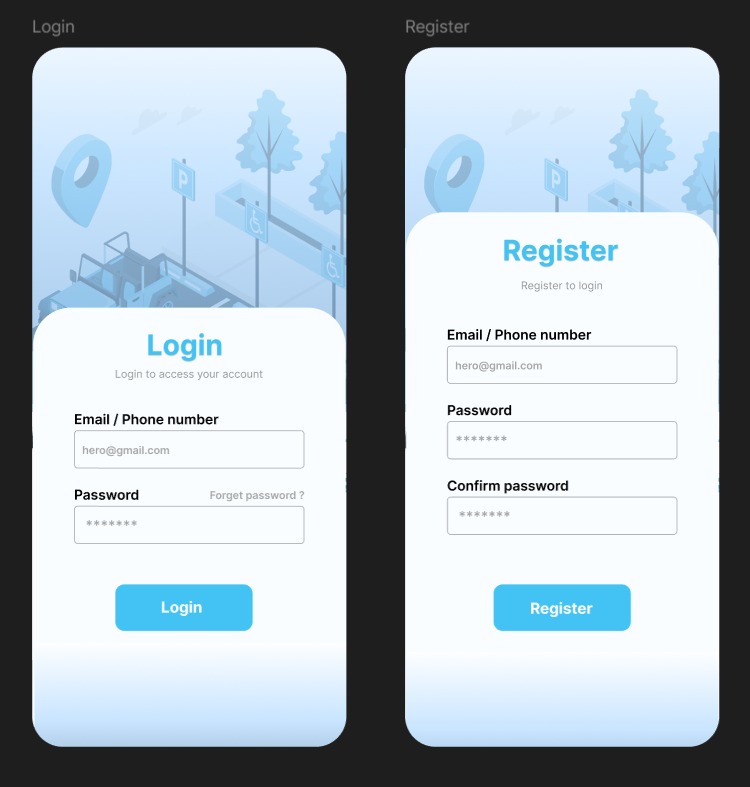 Login
P
Login
Login to access your account
Email / Phone number
hero@gmail.com
Password
Forget password ?
*******
Login
Register
P
Register
Register to login
Email / Phone number
hero@gmail.com
Password
*******
Confirm password
*******
Register